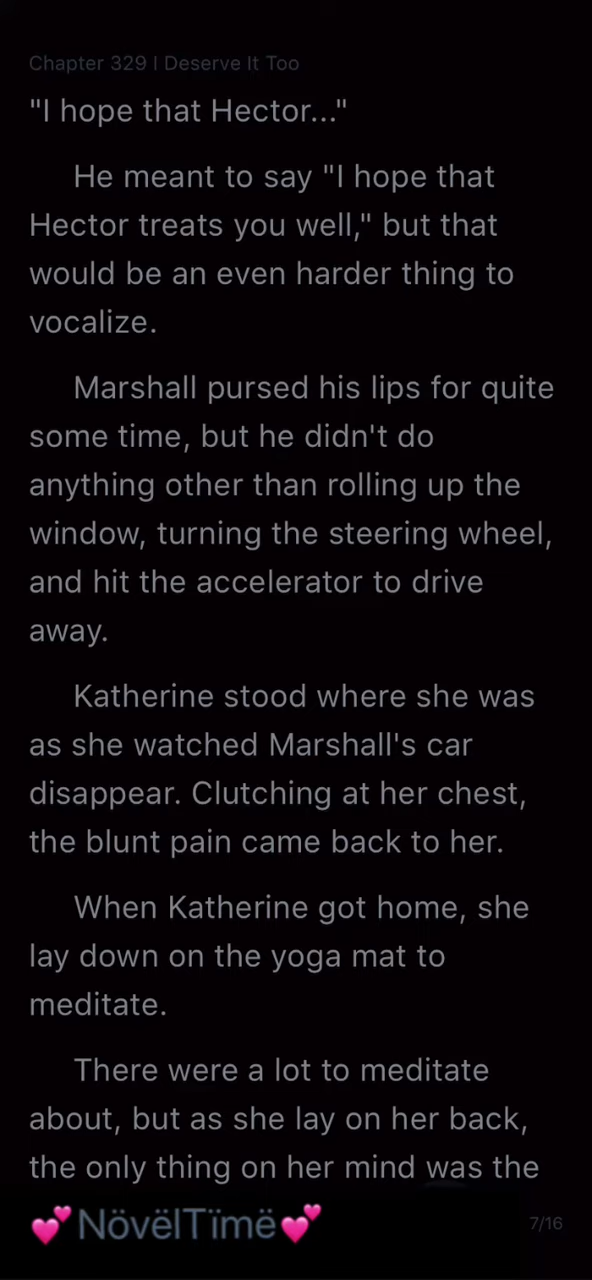 Chapter 329 I Deserve It Too
"I hope that Hector..."
He meant to say "I hope that
Hector treats you well," but that
would be an even harder thing to
vocalize.
Marshall pursed his lips for quite
some time, but he didn't do
anything other than rolling up the
window, turning the steering wheel,
and hit the accelerator to drive
away.
Katherine stood where she was
as she watched Marshall's car
disappear. Clutching at her chest,
the blunt pain came back to her.
When Katherine got home, she
lay down on the yoga mat to
meditate.
There were a lot to meditate
about, but as she lay on her back,
the only thing on her mind was the
💕NövëlTïmë💕
7/16